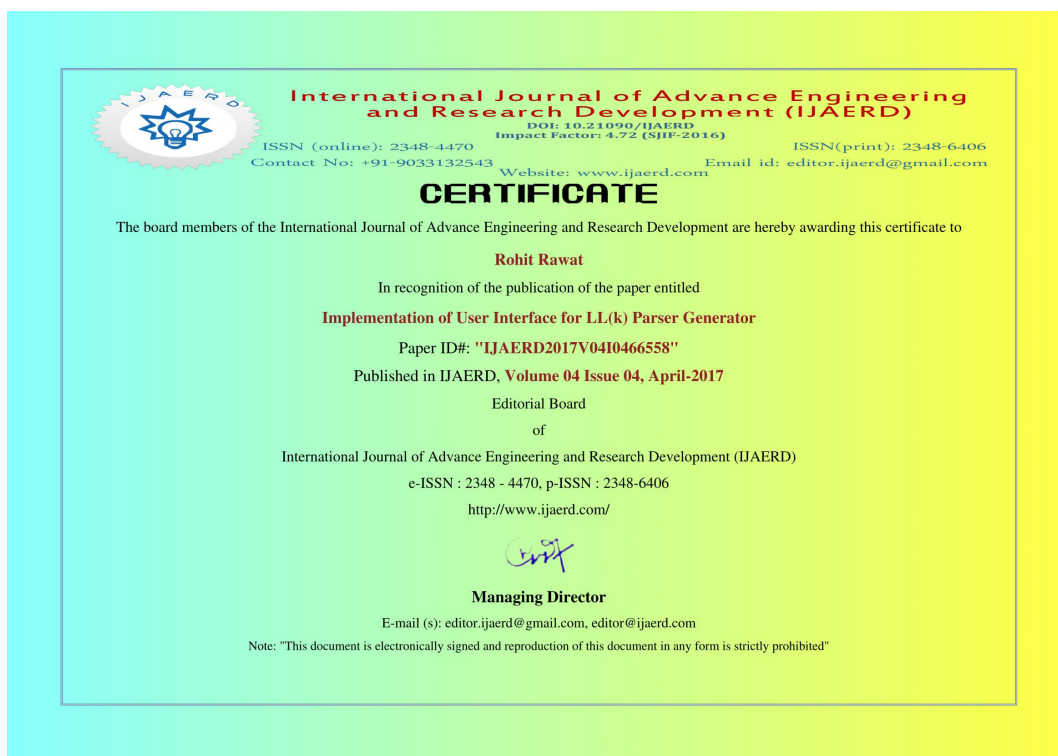 IJAERD
International Journal of Advance Engineering
and Research Development (IJAERD)
DOI: 10.21090/IJAERD
Impact Factor: 4.72 (SJIF-2016)
ISSN (online): 2348-4470 ISSN(print): 2348-6406
Contact No: +91-9033132543 Email id: editor.ijaerd@gmail.com
Website: www.ijaerd.com
CERTIFICATE
The board members of the International Journal of Advance Engineering and Research Development are hereby awarding this certificate to
Rohit Rawat
In recognition of the publication of the paper entitled
Implementation of User Interface for LL(k) Parser Generator
Paper ID#: "IJAERD2017V04I0466558"
Published in IJAERD, Volume 04 Issue 04, April-2017
Editorial Board
of
International Journal of Advance Engineering and Research Development (IJAERD)
e-ISSN : 2348 - 4470, p-ISSN : 2348-6406
http://www.ijaerd.com/
Managing Director
E-mail (s): editor.ijaerd@gmail.com, editor@ijaerd.com
Note: "This document is electronically signed and reproduction of this document in any form is strictly prohibited"